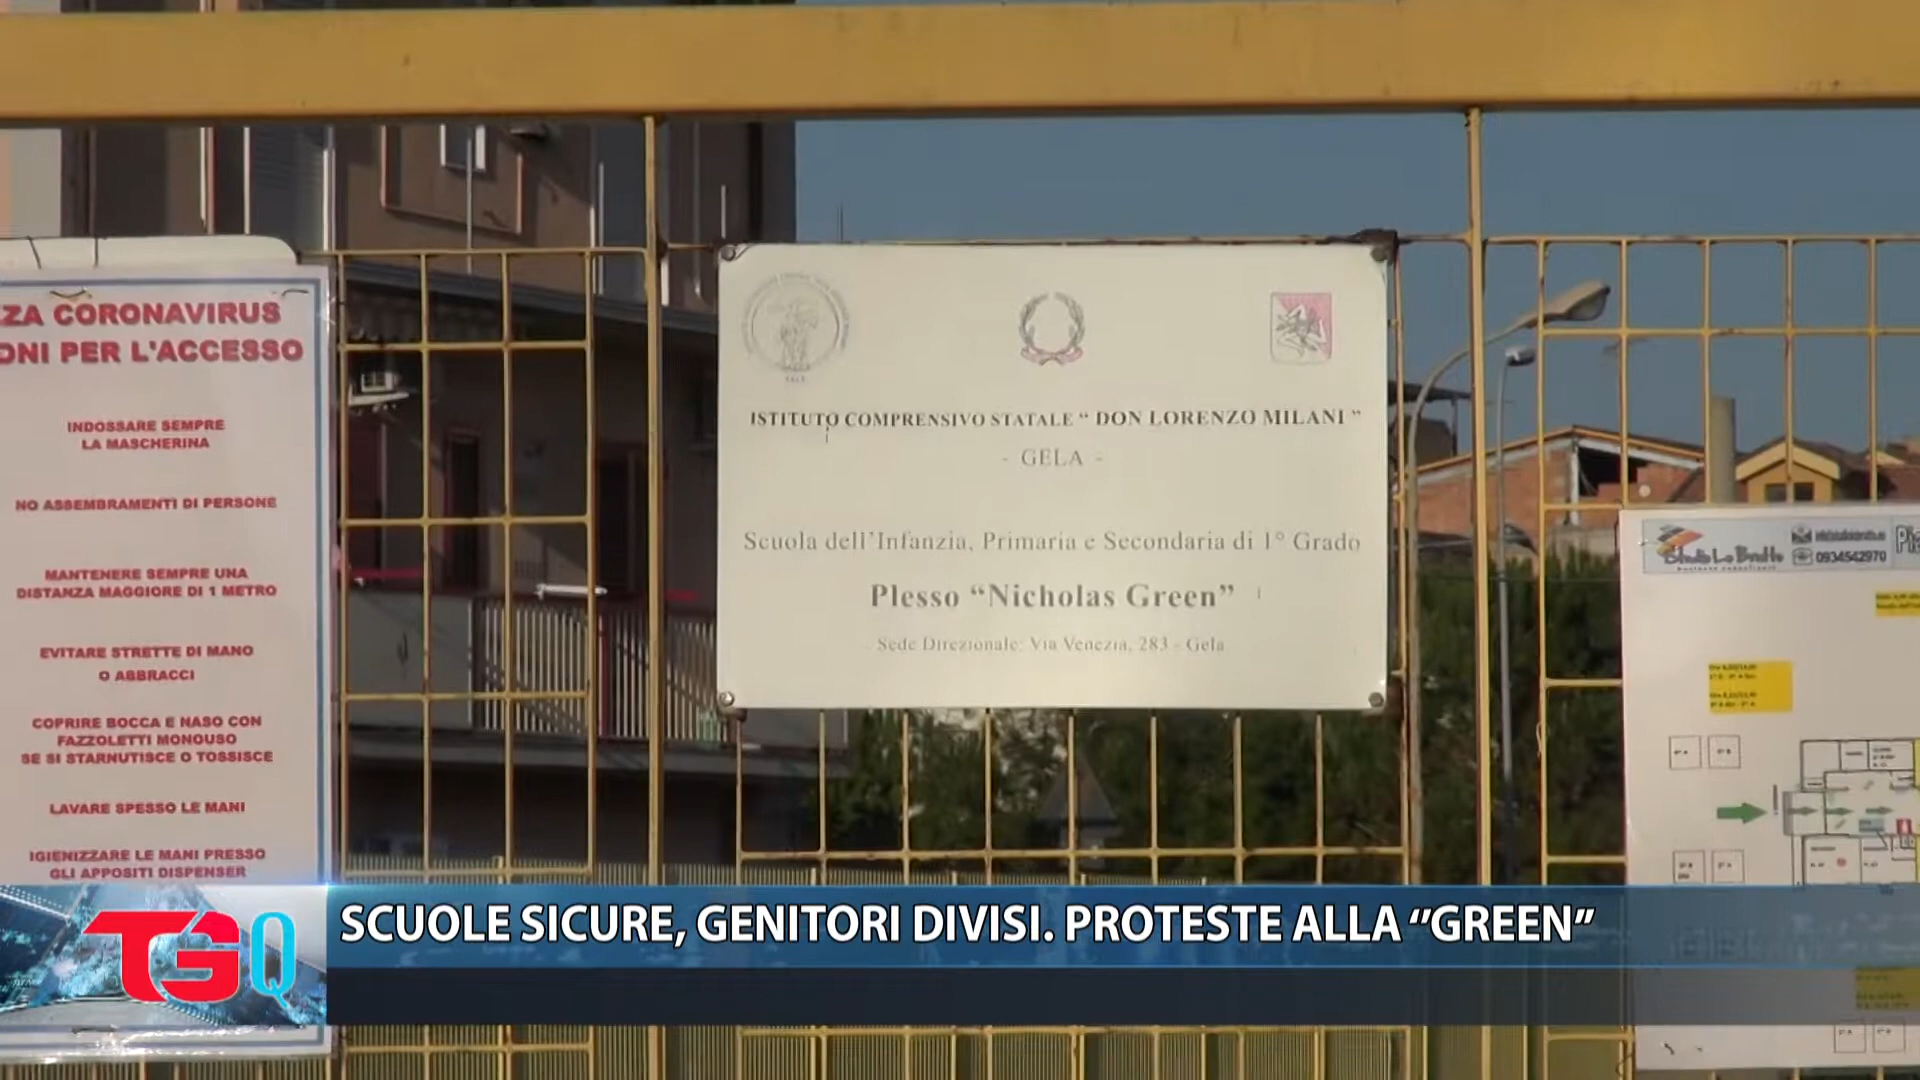 ZA CORONAVIRUS
ONI PER L'ACCESSO
INDOSSARE SEMPRE
LA MASCHERINA
NO ASSEMBRAMENTI DI PERSONE
MANTENERE SEMPRE UNA
DISTANZA MAGGIORE DI 1 METRO
EVITARE STRETTE DI MANO
O ABBRACCI
COPRIRE BOCCA E NASO CON
FAZZOLETTI MONOUSO
SE SI STARNUTISCE O TOSSISCE
LAVARE SPESSO LE MANI
IGIENIZZARE LE MANI PRESSO
GLI APPOSITI DISPENSER
ISTITUTO COMPRENSIVO STATALE “ DON LORENZO MILANI ”
- GELA -
Scuola dell’Infanzia, Primaria e Secondaria di 1° Grado
Plesso “Nicholas Green”
Sede Direzionale: Via Venezia, 283 - Gela
Studio Lo Bartto
0934542970
TGQ
SCUOLE SICURE, GENITORI DIVISI. PROTESTE ALLA “GREEN”